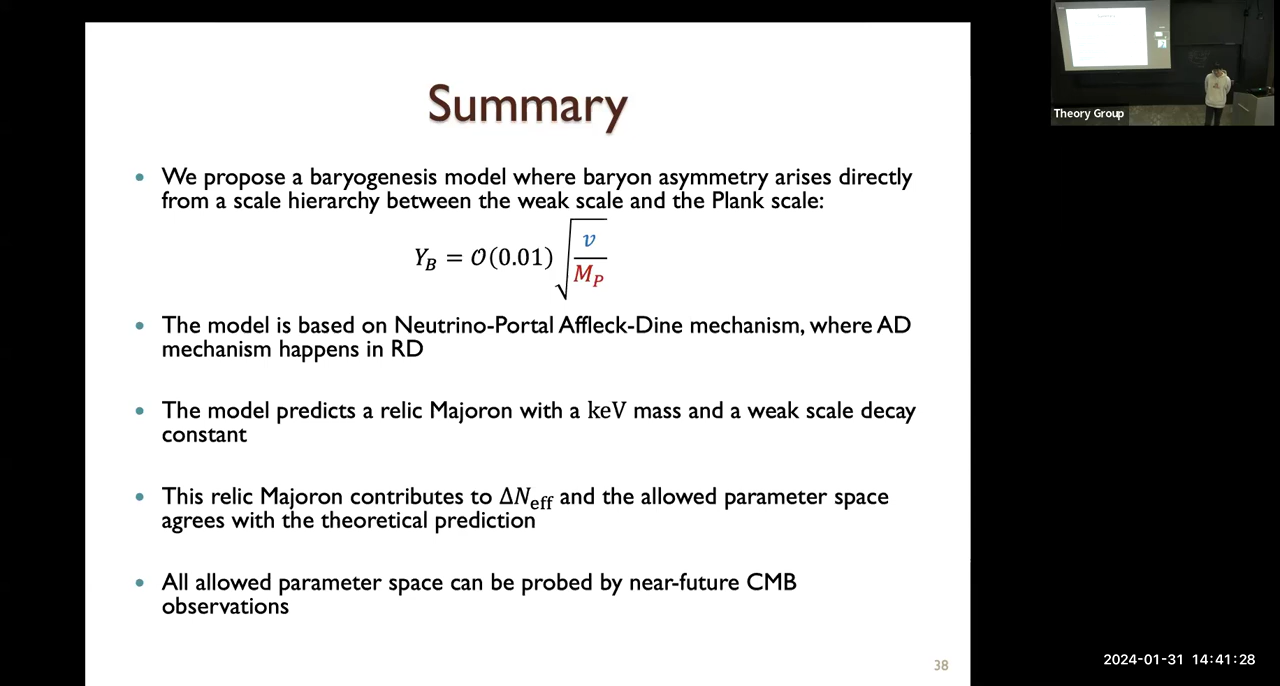 Summary
• We propose a baryogenesis model where baryon asymmetry arises directly
from a scale hierarchy between the weak scale and the Plank scale:
Y_B = 𝒪(0.01) √(v/M_P)
• The model is based on Neutrino-Portal Affleck-Dine mechanism, where AD
mechanism happens in RD
• The model predicts a relic Majoron with a keV mass and a weak scale decay
constant
• This relic Majoron contributes to ΔN_eff and the allowed parameter space
agrees with the theoretical prediction
• All allowed parameter space can be probed by near-future CMB
observations
38
Theory Group
2024-01-31 14:41:28